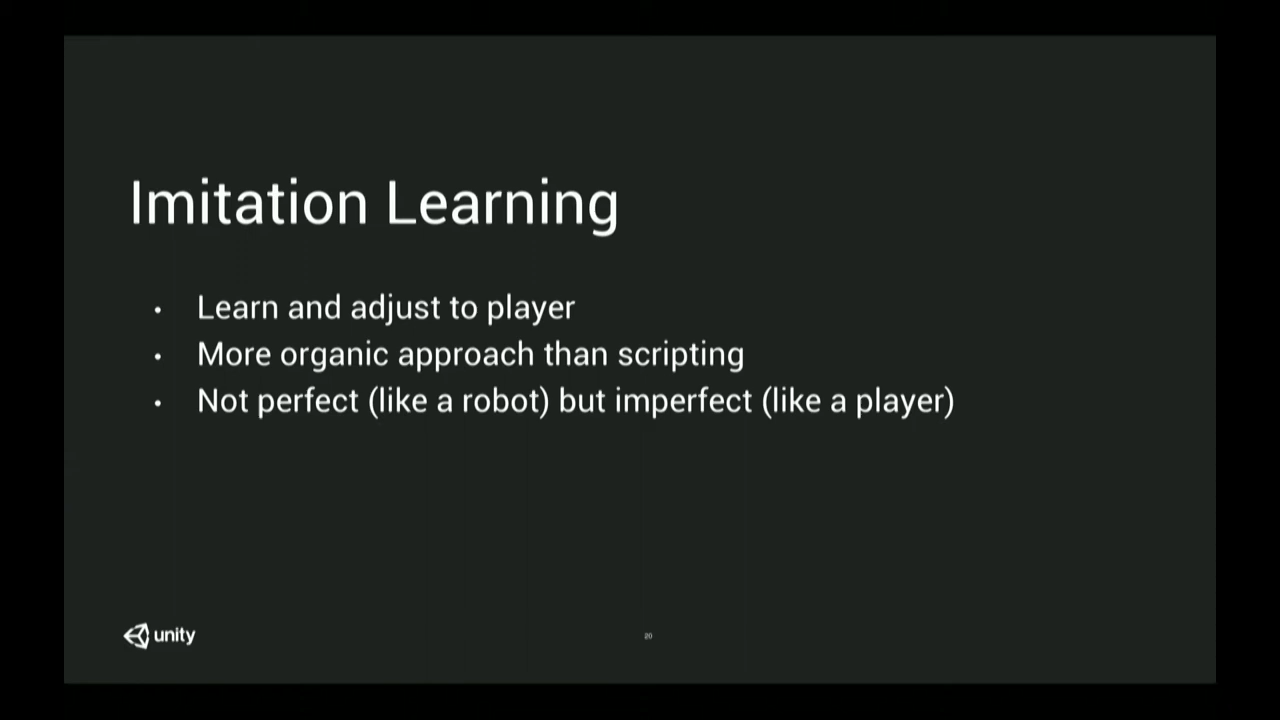 Imitation Learning
• Learn and adjust to player
• More organic approach than scripting
• Not perfect (like a robot) but imperfect (like a player)
unity
20